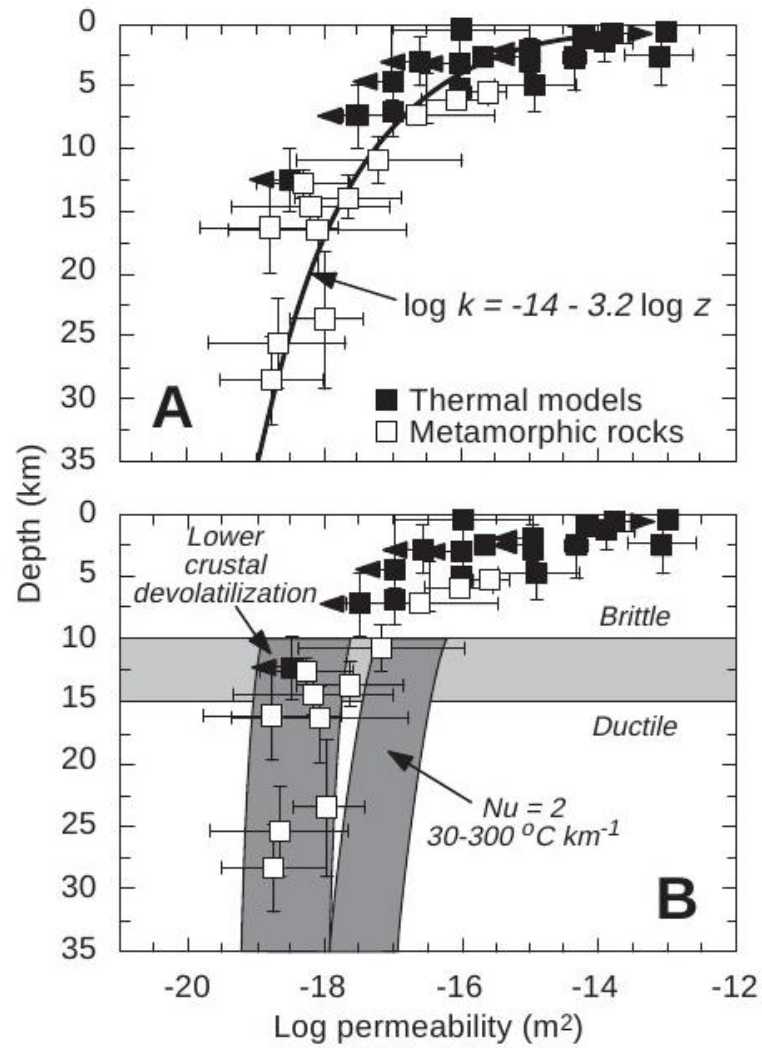 0
5
10
15
20
25
30
35
log k = -14 - 3.2 log z
Thermal models
Metamorphic rocks
A
Depth (km)
0
5
10
15
20
25
30
35
Lower
crustal
devolatilization
Brittle
Ductile
Nu = 2
30-300 °C km-1
B
-20 -18 -16 -14 -12
Log permeability (m2)